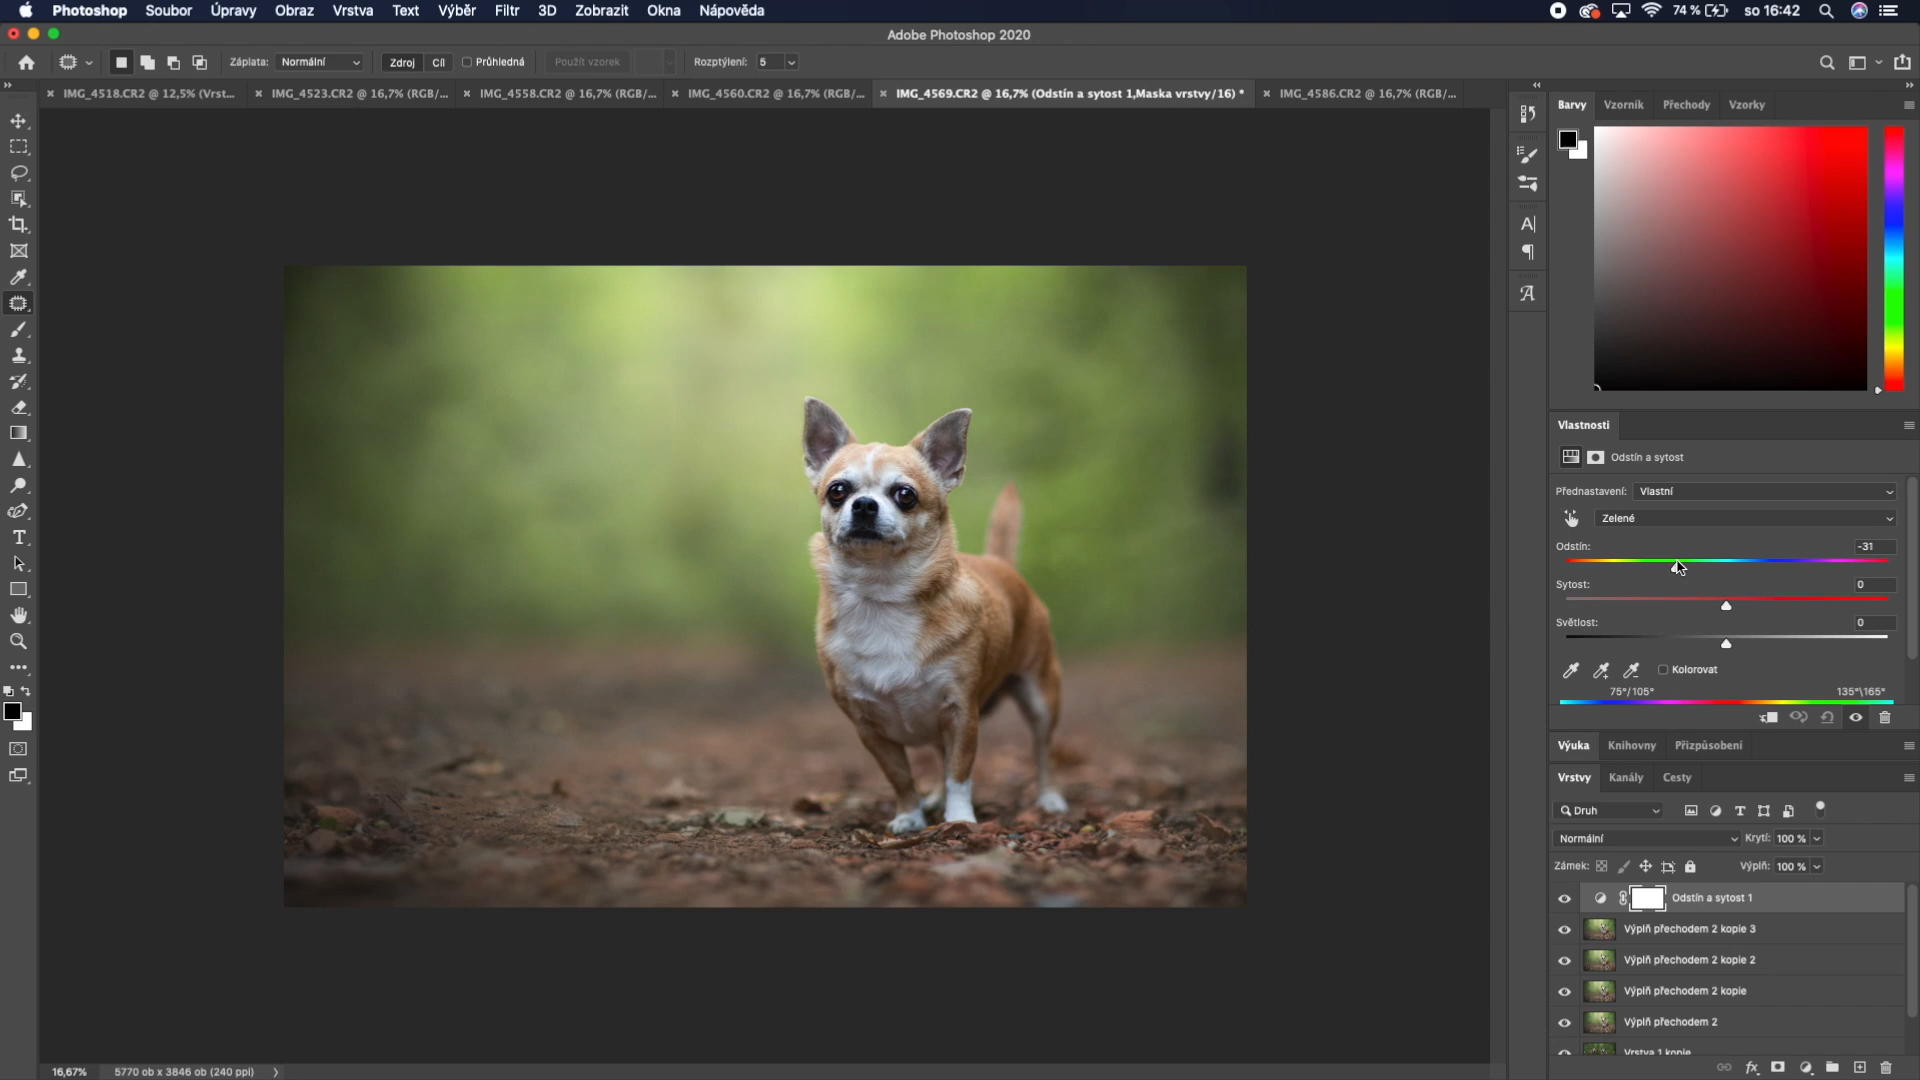 Photoshop Soubor Úpravy Obraz Vrstva Text Výběr Filtr 3D Zobrazit Okna Nápověda 74 % so 16:42
Adobe Photoshop 2020
Záplata: Normální Zdroj Cíl Průhledná Použít vzorek Rozptýlení: 5
IMG_4518.CR2 @ 12,5% (Vrst... IMG_4523.CR2 @ 16,7% (RGB/... IMG_4558.CR2 @ 16,7% (RGB/... IMG_4560.CR2 @ 16,7% (RGB/... IMG_4569.CR2 @ 16,7% (Odstín a sytost 1,Maska vrstvy/16) * IMG_4586.CR2 @ 16,7% (RGB/...
Barvy Vzorník Přechody Vzorky
Vlastnosti
Odstín a sytost
Přednastavení: Vlastní
Zelené
Odstín: -31
Sytost: 0
Světlost: 0
Kolorovat
75°/105° 135°\165°
Výuka Knihovny Přizpůsobení
Vrstvy Kanály Cesty
Druh
Normální Krytí: 100 %
Zámek: Výplň: 100 %
Odstín a sytost 1
Výplň přechodem 2 kopie 3
Výplň přechodem 2 kopie 2
Výplň přechodem 2 kopie
Výplň přechodem 2
Vrstva 1 kopie
16,67% 5770 ob x 3846 ob (240 ppl)